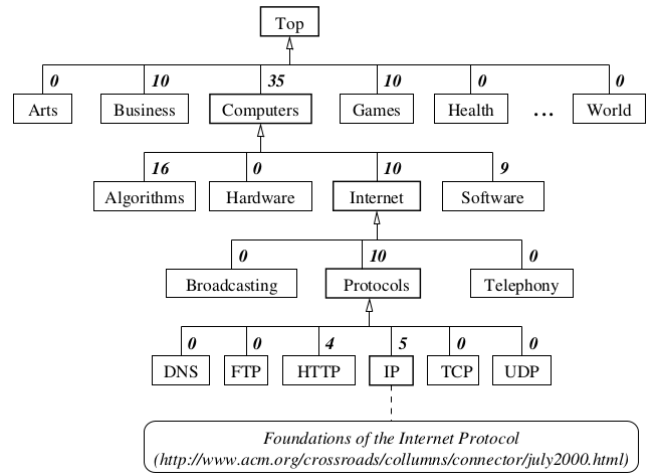 Top
0 10 35 10 0 0
Arts Business Computers Games Health ... World
16 0 10 9
Algorithms Hardware Internet Software
0 10 0
Broadcasting Protocols Telephony
0 0 4 5 0 0
DNS FTP HTTP IP TCP UDP
Foundations of the Internet Protocol
(http://www.acm.org/crossroads/collumns/connector/july2000.html)